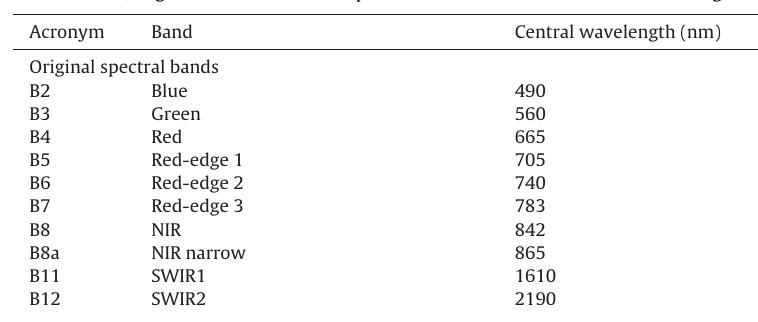 Acronym Band Central wavelength (nm)
Original spectral bands
B2 Blue 490
B3 Green 560
B4 Red 665
B5 Red-edge 1 705
B6 Red-edge 2 740
B7 Red-edge 3 783
B8 NIR 842
B8a NIR narrow 865
B11 SWIR1 1610
B12 SWIR2 2190